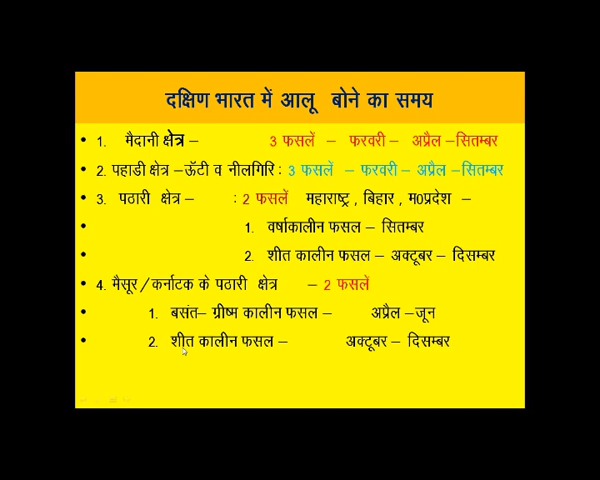 दक्षिण भारत में आलू बोने का समय
• 1. मैदानी क्षेत्र – 3 फसलें – फरवरी – अप्रैल –सितम्बर
• 2. पहाडी क्षेत्र –ऊँटी व नीलगिरि : 3 फसलें – फरवरी – अप्रैल –सितम्बर
• 3. पठारी क्षेत्र – : 2 फसलें महाराष्ट्र , बिहार , म0प्रदेश –
• 1. वर्षाकालीन फसल – सितम्बर
• 2. शीत कालीन फसल – अक्टूबर – दिसम्बर
• 4. मैसूर /कर्नाटक के पठारी क्षेत्र – 2 फसलें
• 1. बसंत– ग्रीष्म कालीन फसल – अप्रैल –जून
• 2. शीत कालीन फसल – अक्टूबर – दिसम्बर